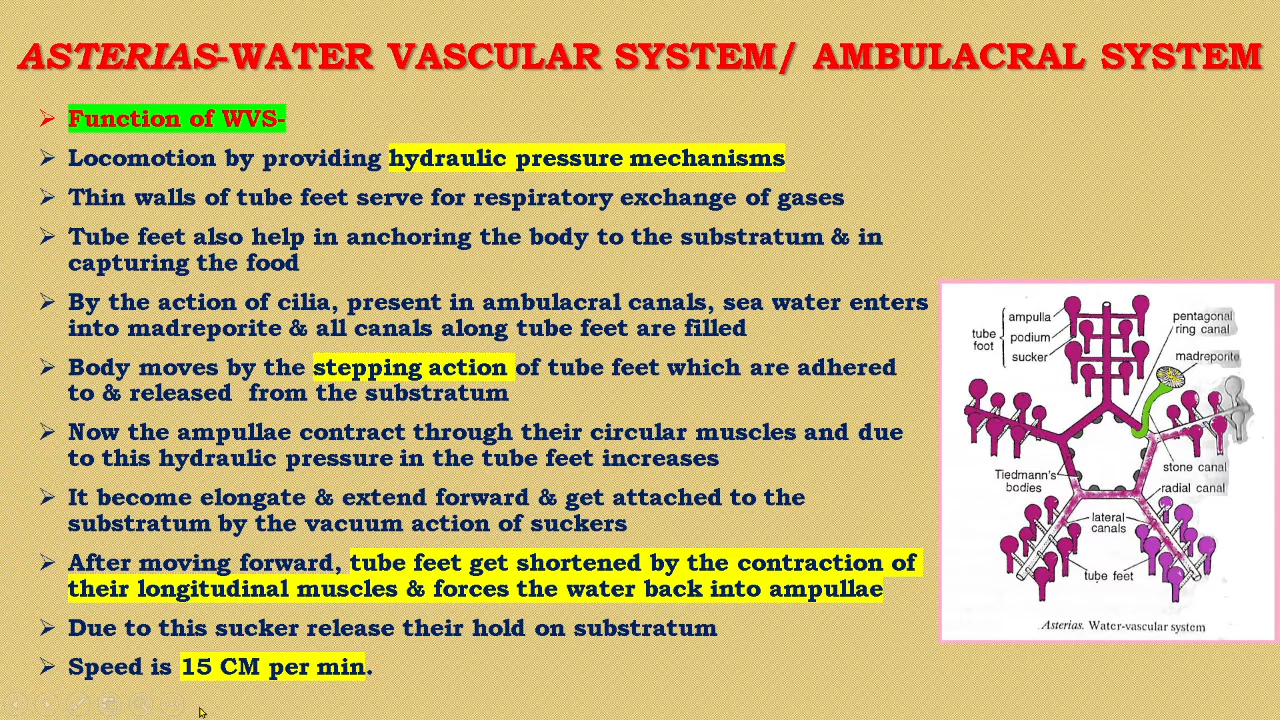 ASTERIAS-WATER VASCULAR SYSTEM/ AMBULACRAL SYSTEM
Function of WVS-
Locomotion by providing hydraulic pressure mechanisms
Thin walls of tube feet serve for respiratory exchange of gases
Tube feet also help in anchoring the body to the substratum & in
capturing the food
By the action of cilia, present in ambulacral canals, sea water enters
into madreporite & all canals along tube feet are filled
Body moves by the stepping action of tube feet which are adhered
to & released from the substratum
Now the ampullae contract through their circular muscles and due
to this hydraulic pressure in the tube feet increases
It become elongate & extend forward & get attached to the
substratum by the vacuum action of suckers
After moving forward, tube feet get shortened by the contraction of
their longitudinal muscles & forces the water back into ampullae
Due to this sucker release their hold on substratum
Speed is 15 CM per min.
tube
foot
ampulla
podium
sucker
pentagonal
ring canal
madreporite
Tiedmann's
bodies
stone canal
radial canal
lateral
canals
tube feet
Asterias. Water-vascular system